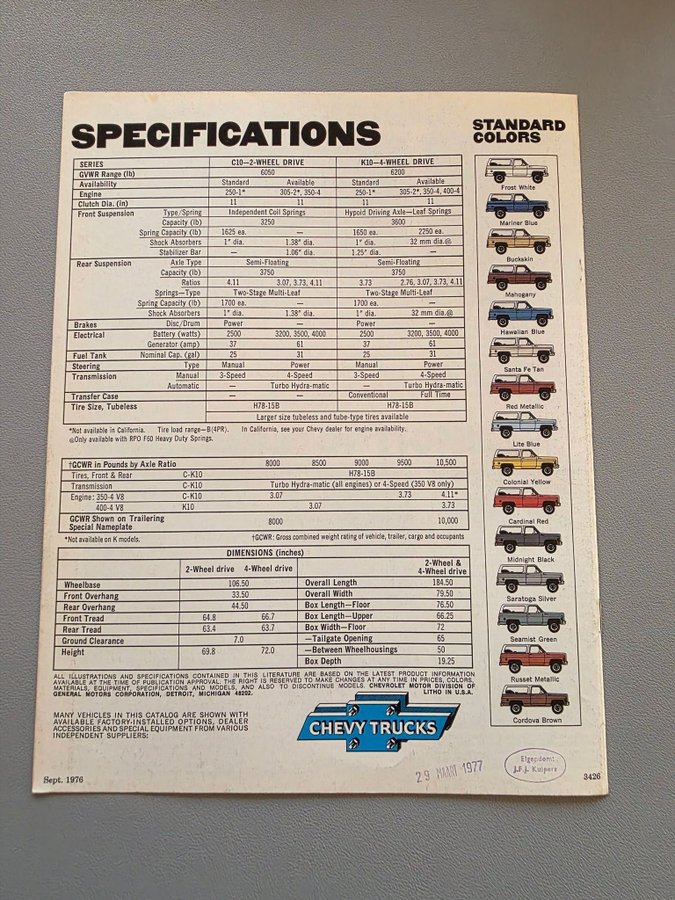 SPECIFICATIONS
SERIES C10—2-WHEEL DRIVE K10—4-WHEEL DRIVE
GVWR Range (lb) 6050 6200
Availability Standard Available Standard Available
Engine 250-1* 305-2*, 350-4 250-1* 305-2*, 350-4, 400-4
Clutch Dia. (in) 11 11 11 11
Front Suspension Type/Spring Independent Coil Springs Hypoid Driving Axle—Leaf Springs
Capacity (lb) 3250 3600
Spring Capacity (lb) 1625 ea. — 1650 ea. 2250 ea.
Shock Absorbers 1" dia. 1.38" dia. 1" dia. 32 mm dia.@
Stabilizer Bar — 1.06" dia. 1.25" dia. —
Rear Suspension Axle Type Semi-Floating Semi-Floating
Capacity (lb) 3750 3750
Ratios 4.11 3.07, 3.73, 4.11 3.73 2.76, 3.07, 3.73, 4.11
Springs—Type Two-Stage Multi-Leaf Two-Stage Multi-Leaf
Spring Capacity (lb) 1700 ea. — 1700 ea. —
Shock Absorbers 1" dia. 1.38" dia. 1" dia. 32 mm dia.@
Brakes Disc/Drum Power — Power —
Electrical Battery (watts) 2500 3200, 3500, 4000 2500 3200, 3500, 4000
Generator (amp) 37 61 37 61
Fuel Tank Nominal Cap. (gal) 25 31 25 31
Steering Type Manual Power Manual Power
Transmission Manual 3-Speed 4-Speed 3-Speed 4-Speed
Automatic — Turbo Hydra-matic — Turbo Hydra-matic
Transfer Case — — Conventional Full Time
Tire Size, Tubeless H78-15B H78-15B
Larger size tubeless and tube-type tires available
*Not available in California. Tire load range—B(4PR). In California, see your Chevy dealer for engine availability.
@Only available with RPO F60 Heavy Duty Springs.
†GCWR in Pounds by Axle Ratio 8000 8500 9000 9500 10,500
Tires, Front & Rear C-K10 H78-15B
Transmission C-K10 Turbo Hydra-matic (all engines) or 4-Speed (350 V8 only)
Engine: 350-4 V8 C-K10 3.07 3.73 4.11*
400-4 V8 K10 3.07 3.73
GCWR Shown on Trailering
Special Nameplate 8000 10,000
*Not available on K models. †GCWR: Gross combined weight rating of vehicle, trailer, cargo and occupants
DIMENSIONS (inches)
2-Wheel drive 4-Wheel drive 2-Wheel &
4-Wheel drive
Wheelbase 106.50 Overall Length 184.50
Front Overhang 33.50 Overall Width 79.50
Rear Overhang 44.50 Box Length—Floor 76.50
Front Tread 64.8 66.7 Box Length—Upper 66.25
Rear Tread 63.4 63.7 Box Width—Floor 72
Ground Clearance 7.0 —Tailgate Opening 65
Height 69.8 72.0 —Between Wheelhousings 50
Box Depth 19.25
ALL ILLUSTRATIONS AND SPECIFICATIONS CONTAINED IN THIS LITERATURE ARE BASED ON THE LATEST PRODUCT INFORMATION
AVAILABLE AT THE TIME OF PUBLICATION APPROVAL. THE RIGHT IS RESERVED TO MAKE CHANGES AT ANY TIME IN PRICES, COLORS,
MATERIALS, EQUIPMENT, SPECIFICATIONS AND MODELS, AND ALSO TO DISCONTINUE MODELS. CHEVROLET MOTOR DIVISION OF
GENERAL MOTORS CORPORATION, DETROIT, MICHIGAN 48202. LITHO IN U.S.A.
MANY VEHICLES IN THIS CATALOG ARE SHOWN WITH
AVAILABLE FACTORY-INSTALLED OPTIONS, DEALER
ACCESSORIES AND SPECIAL EQUIPMENT FROM VARIOUS
INDEPENDENT SUPPLIERS:
CHEVY TRUCKS
STANDARD
COLORS
Frost White
Mariner Blue
Buckskin
Mahogany
Hawaiian Blue
Santa Fe Tan
Red Metallic
Lite Blue
Colonial Yellow
Cardinal Red
Midnight Black
Saratoga Silver
Seamist Green
Russet Metallic
Cordova Brown
Sept. 1976
29 MAART 1977
Eigendom:
J.F.J. Kuipers
3426